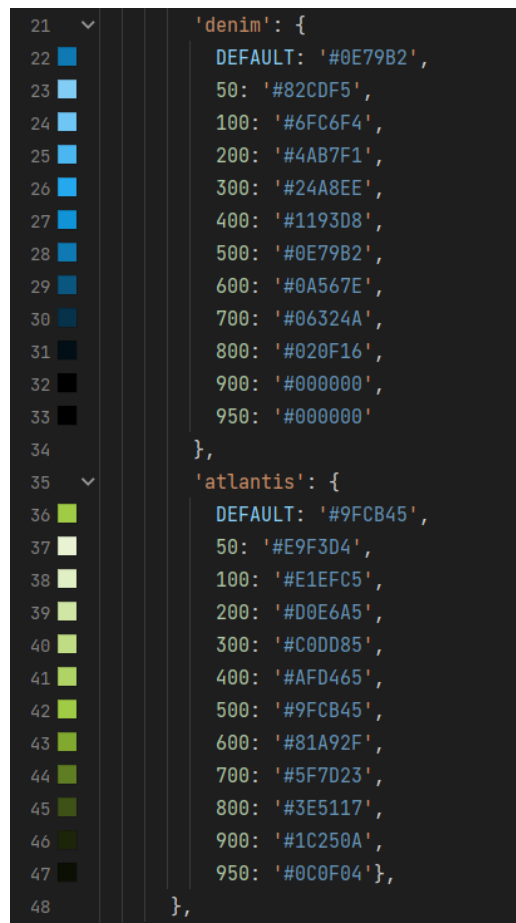 21 'denim': {
22 DEFAULT: '#0E79B2',
23 50: '#82CDF5',
24 100: '#6FC6F4',
25 200: '#4AB7F1',
26 300: '#24A8EE',
27 400: '#1193D8',
28 500: '#0E79B2',
29 600: '#0A567E',
30 700: '#06324A',
31 800: '#020F16',
32 900: '#000000',
33 950: '#000000'
34 },
35 'atlantis': {
36 DEFAULT: '#9FCB45',
37 50: '#E9F3D4',
38 100: '#E1EFC5',
39 200: '#D0E6A5',
40 300: '#C0DD85',
41 400: '#AFD465',
42 500: '#9FCB45',
43 600: '#81A92F',
44 700: '#5F7D23',
45 800: '#3E5117',
46 900: '#1C250A',
47 950: '#0C0F04'},
48 },